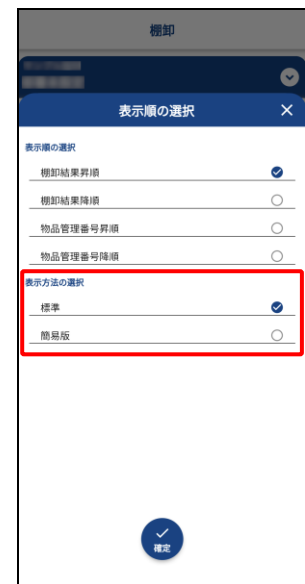 棚卸
表示順の選択
表示順の選択
棚卸結果昇順
棚卸結果降順
物品管理番号昇順
物品管理番号降順
表示方法の選択
標準
簡易版
確定